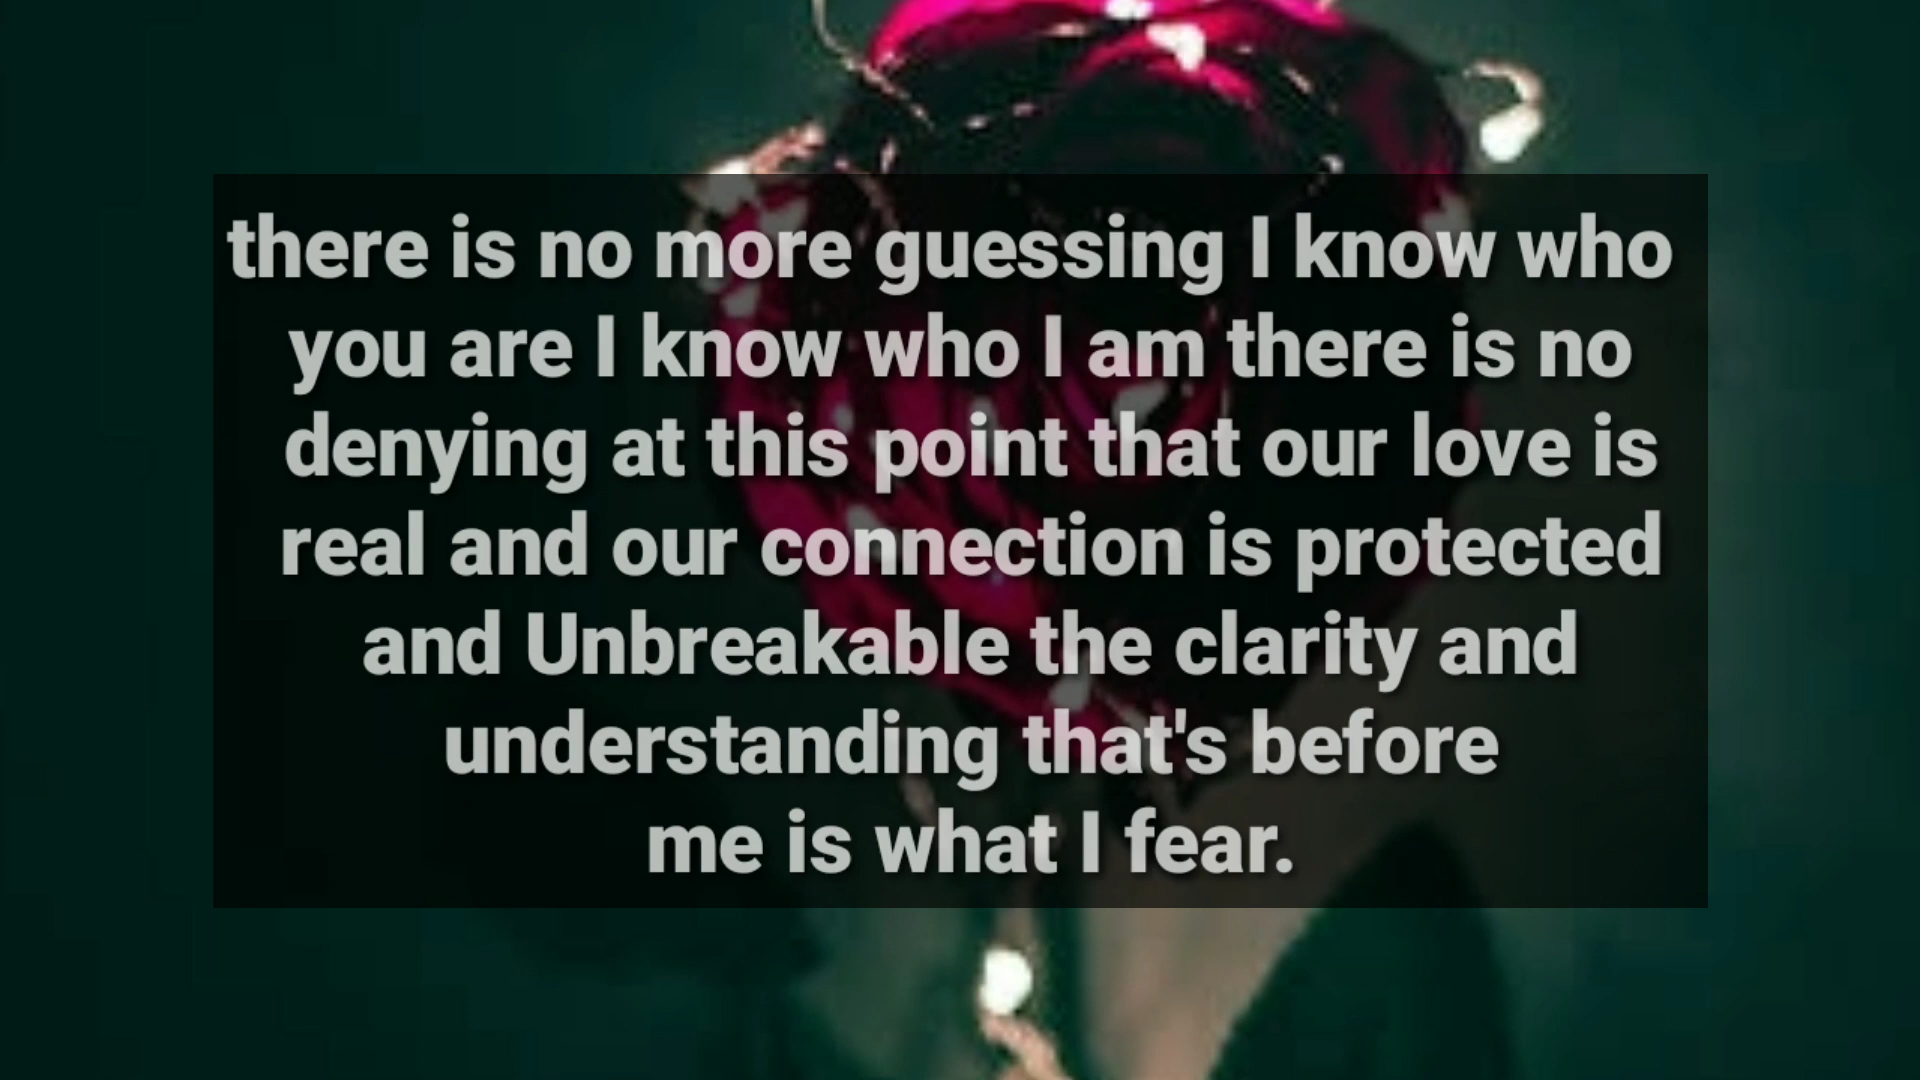 there is no more guessing I know who
you are I know who I am there is no
denying at this point that our love is
real and our connection is protected
and Unbreakable the clarity and
understanding that's before
me is what I fear.